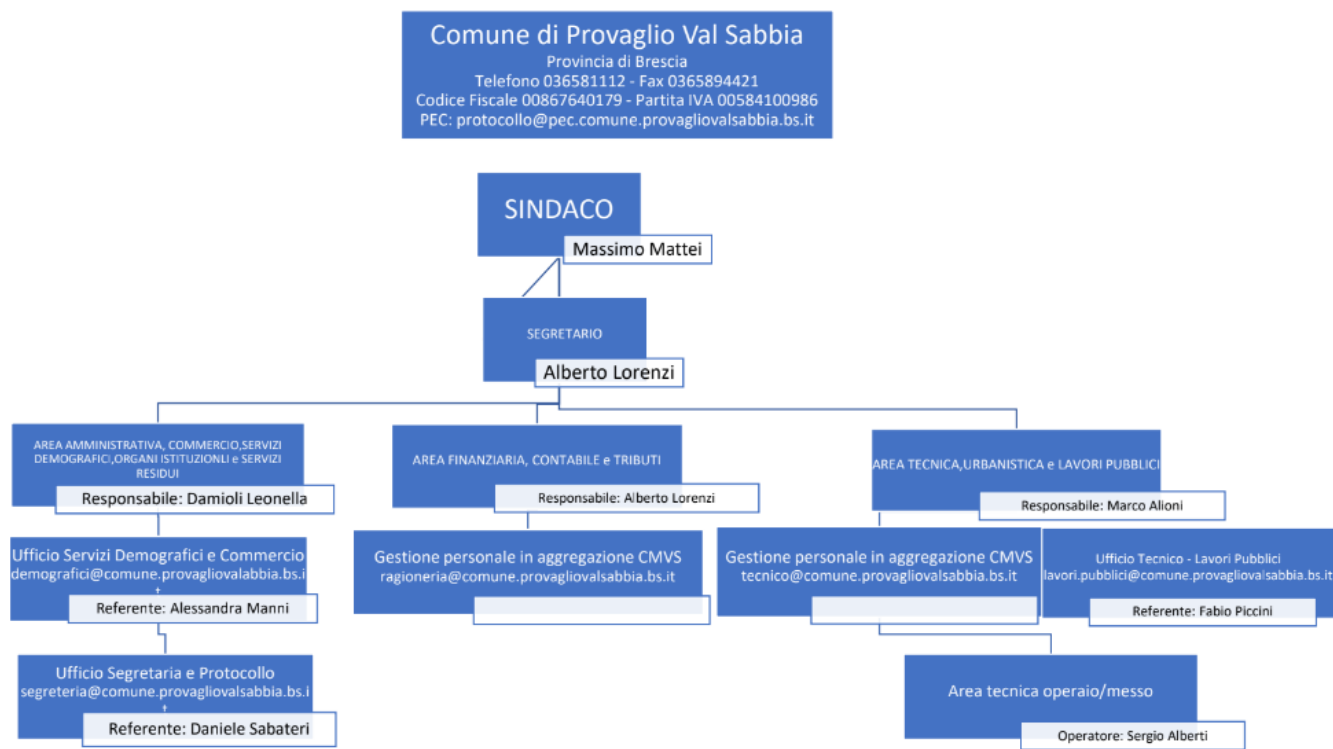 Comune di Provaglio Val Sabbia
Provincia di Brescia
Telefono 036581112 - Fax 0365894421
Codice Fiscale 00867640179 - Partita IVA 00584100986
PEC: protocollo@pec.comune.provagliovalsabbia.bs.it
SINDACO
Massimo Mattei
SEGRETARIO
Alberto Lorenzi
AREA AMMINISTRATIVA, COMMERCIO,SERVIZI
DEMOGRAFICI,ORGANI ISTITUZIONLI e SERVIZI
RESIDUI
Responsabile: Damioli Leonella
AREA FINANZIARIA, CONTABILE e TRIBUTI
Responsabile: Alberto Lorenzi
AREA TECNICA,URBANISTICA e LAVORI PUBBLICI
Responsabile: Marco Alioni
Ufficio Servizi Demografici e Commercio
demografici@comune.provagliovalabbia.bs.i
t
Referente: Alessandra Manni
Gestione personale in aggregazione CMVS
ragioneria@comune.provagliovalsabbia.bs.it
Gestione personale in aggregazione CMVS
tecnico@comune.provagliovalsabbia.bs.it
Ufficio Tecnico - Lavori Pubblici
lavori.pubblici@comune.provagliovalsabbia.bs.it
Referente: Fabio Piccini
Ufficio Segretaria e Protocollo
segreteria@comune.provagliovalsabbia.bs.i
t
Referente: Daniele Sabateri
Area tecnica operaio/messo
Operatore: Sergio Alberti